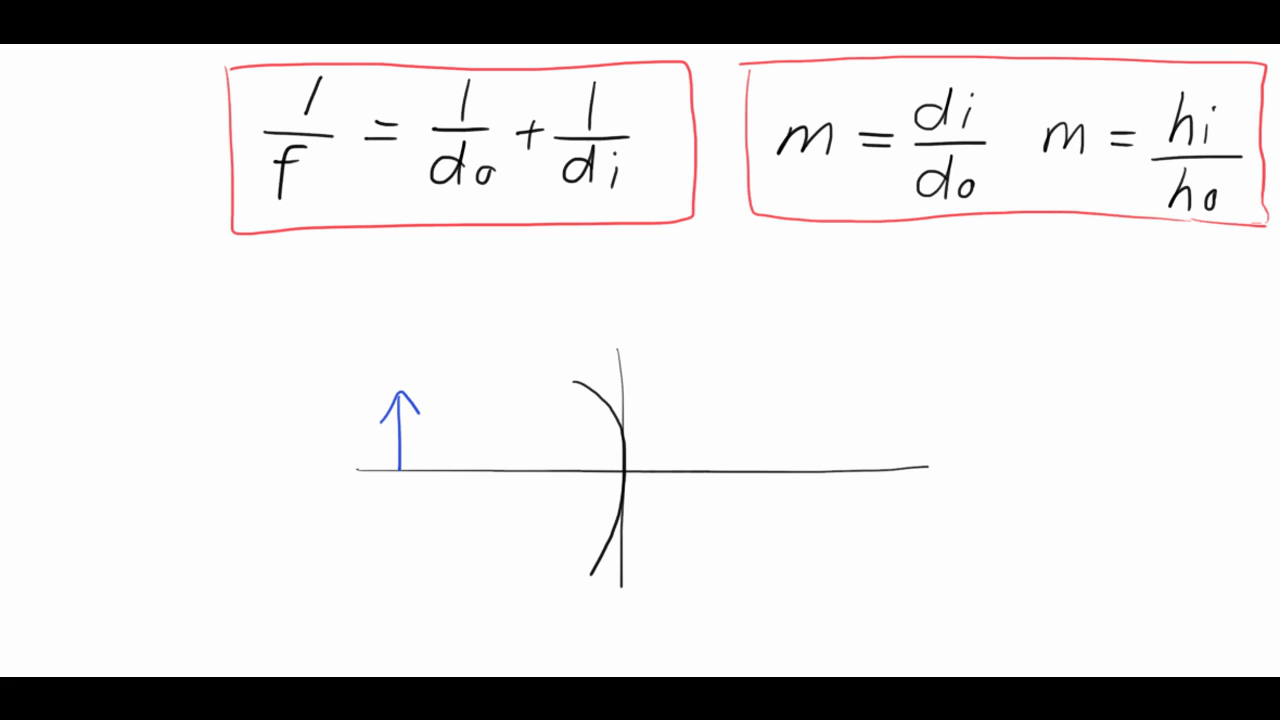 1/f = 1/do + 1/di
m = di/do m = hi/ho